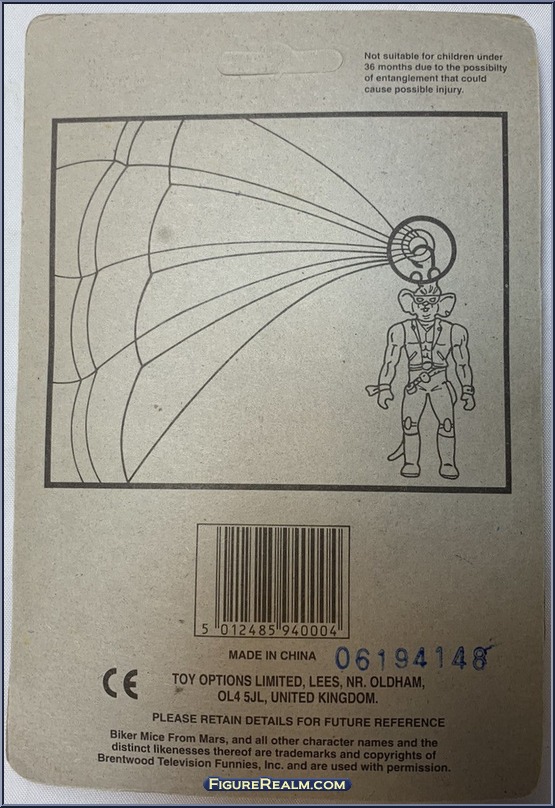 Not suitable for children under
36 months due to the possibilty
of entanglement that could
cause possible injury.
5 012485 940004
MADE IN CHINA
06194148
CE
TOY OPTIONS LIMITED, LEES, NR. OLDHAM,
OL4 5JL, UNITED KINGDOM.
PLEASE RETAIN DETAILS FOR FUTURE REFERENCE
Biker Mice From Mars, and all other character names and the
distinct likenesses thereof are trademarks and copyrights of
Brentwood Television Funnies, Inc. and are used with permission.
FIGUREREALM.COM